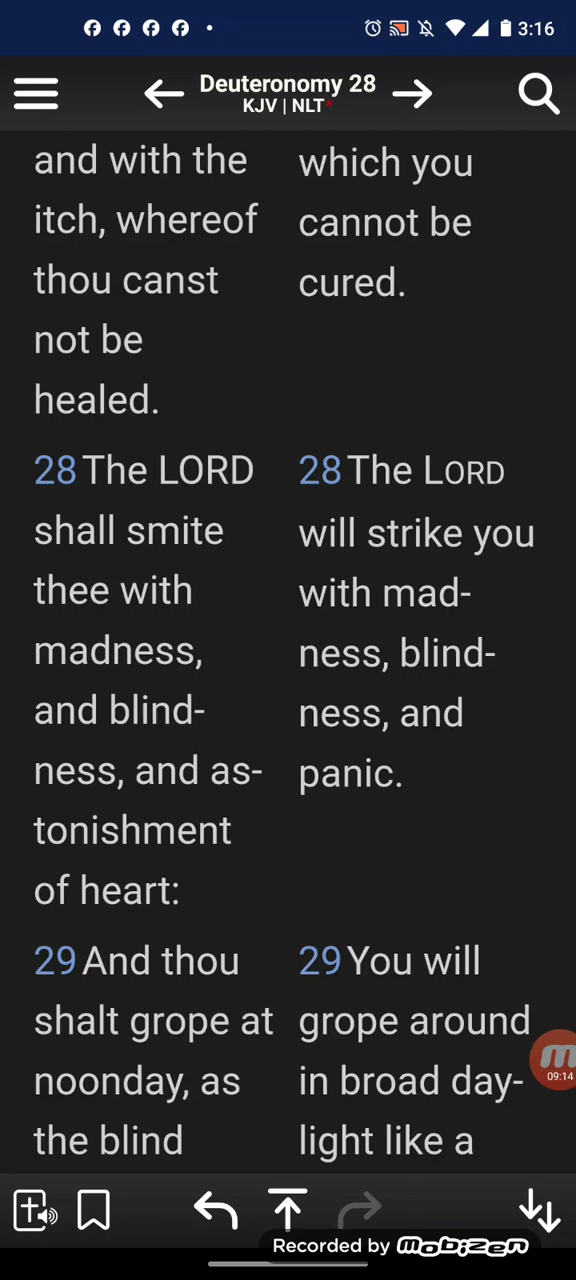 3:16
Deuteronomy 28
KJV | NLT*
and with the
itch, whereof
thou canst
not be
healed.
28 The LORD
shall smite
thee with
madness,
and blind-
ness, and as-
tonishment
of heart:
29 And thou
shalt grope at
noonday, as
the blind
which you
cannot be
cured.
28 The LORD
will strike you
with mad-
ness, blind-
ness, and
panic.
29 You will
grope around
in broad day-
light like a
09:14
Recorded by mobizen